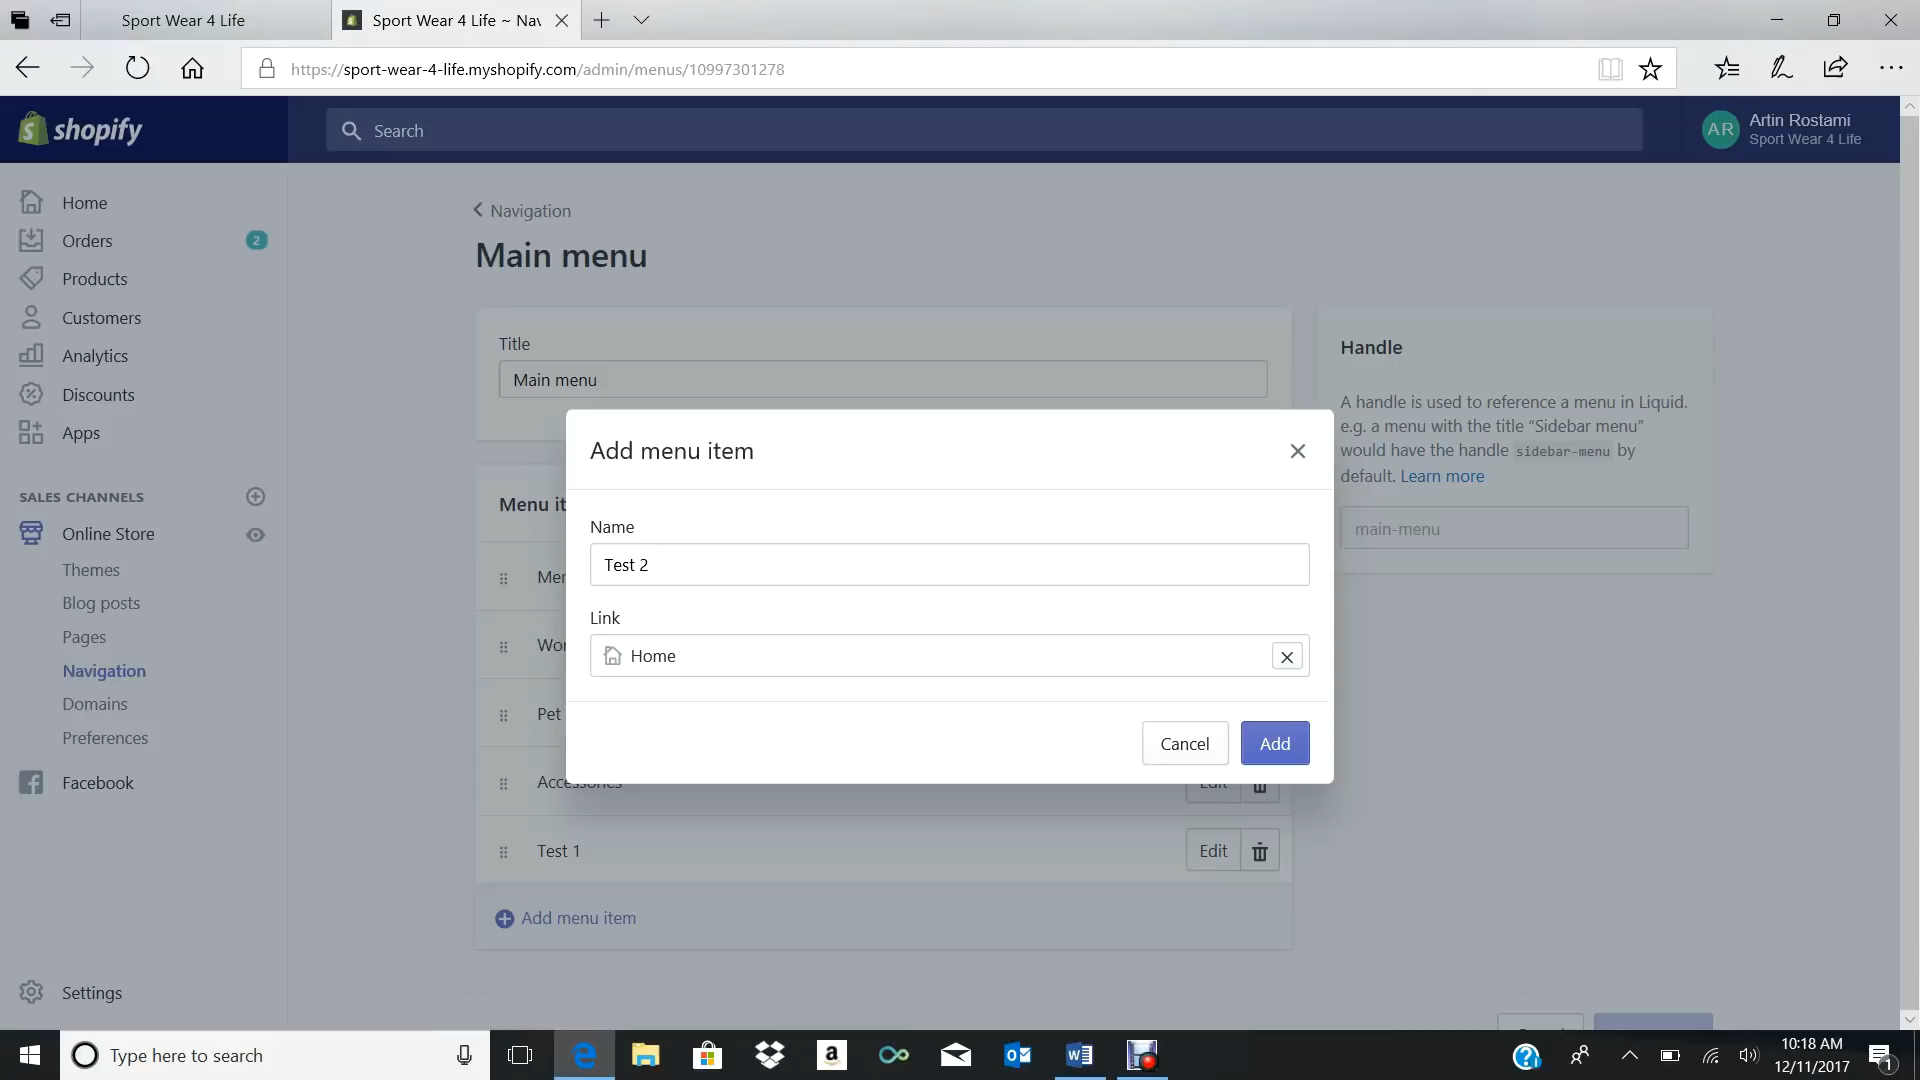 Sport Wear 4 Life
Sport Wear 4 Life ~ Nav
https://sport-wear-4-life.myshopify.com/admin/menus/10997301278
shopify
Search
AR
Artin Rostami
Sport Wear 4 Life
Home
Orders
2
Products
Customers
Analytics
Discounts
Apps
SALES CHANNELS
Online Store
Themes
Blog posts
Pages
Navigation
Domains
Preferences
Facebook
Settings
Navigation
Main menu
Title
Main menu
Handle
A handle is used to reference a menu in Liquid.
e.g. a menu with the title “Sidebar menu”
would have the handle sidebar-menu by
default. Learn more
main-menu
Menu it
Mer
Wor
Pet
Accessories
Edit
Test 1
Edit
Add menu item
Add menu item
Name
Test 2
Link
Home
Cancel
Add
Type here to search
10:18 AM
12/11/2017
1